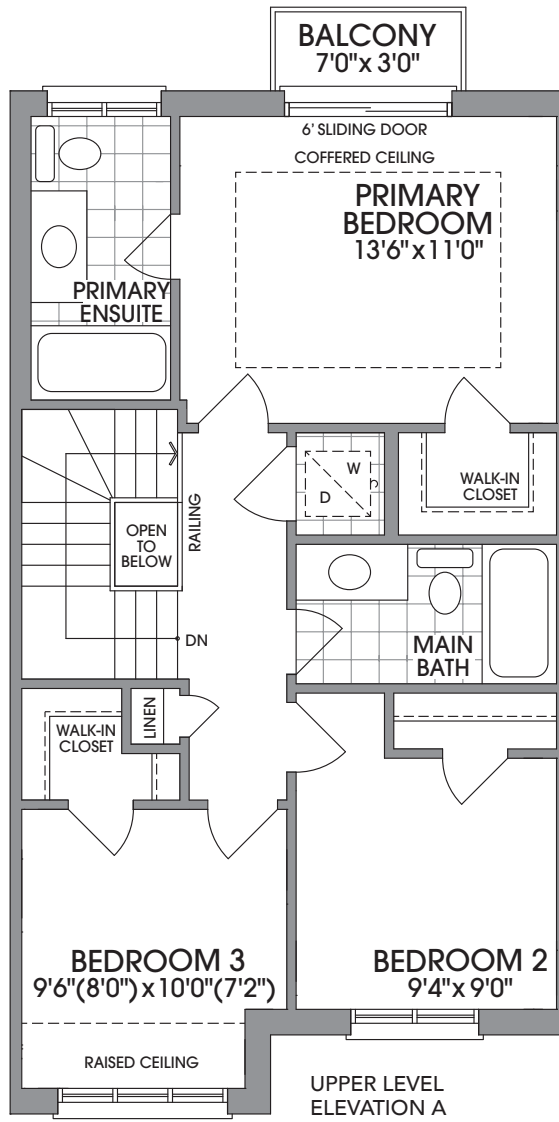 BALCONY
7'0"x 3'0"
6' SLIDING DOOR
COFFERED CEILING
PRIMARY
BEDROOM
13'6" x 11'0"
PRIMARY
ENSUITE
WALK-IN
CLOSET
W
D
RAILING
OPEN
TO
BELOW
DN
MAIN
BATH
LINEN
WALK-IN
CLOSET
BEDROOM 3
9'6"(8'0") x 10'0"(7'2")
BEDROOM 2
9'4"x 9'0"
RAISED CEILING
UPPER LEVEL
ELEVATION A